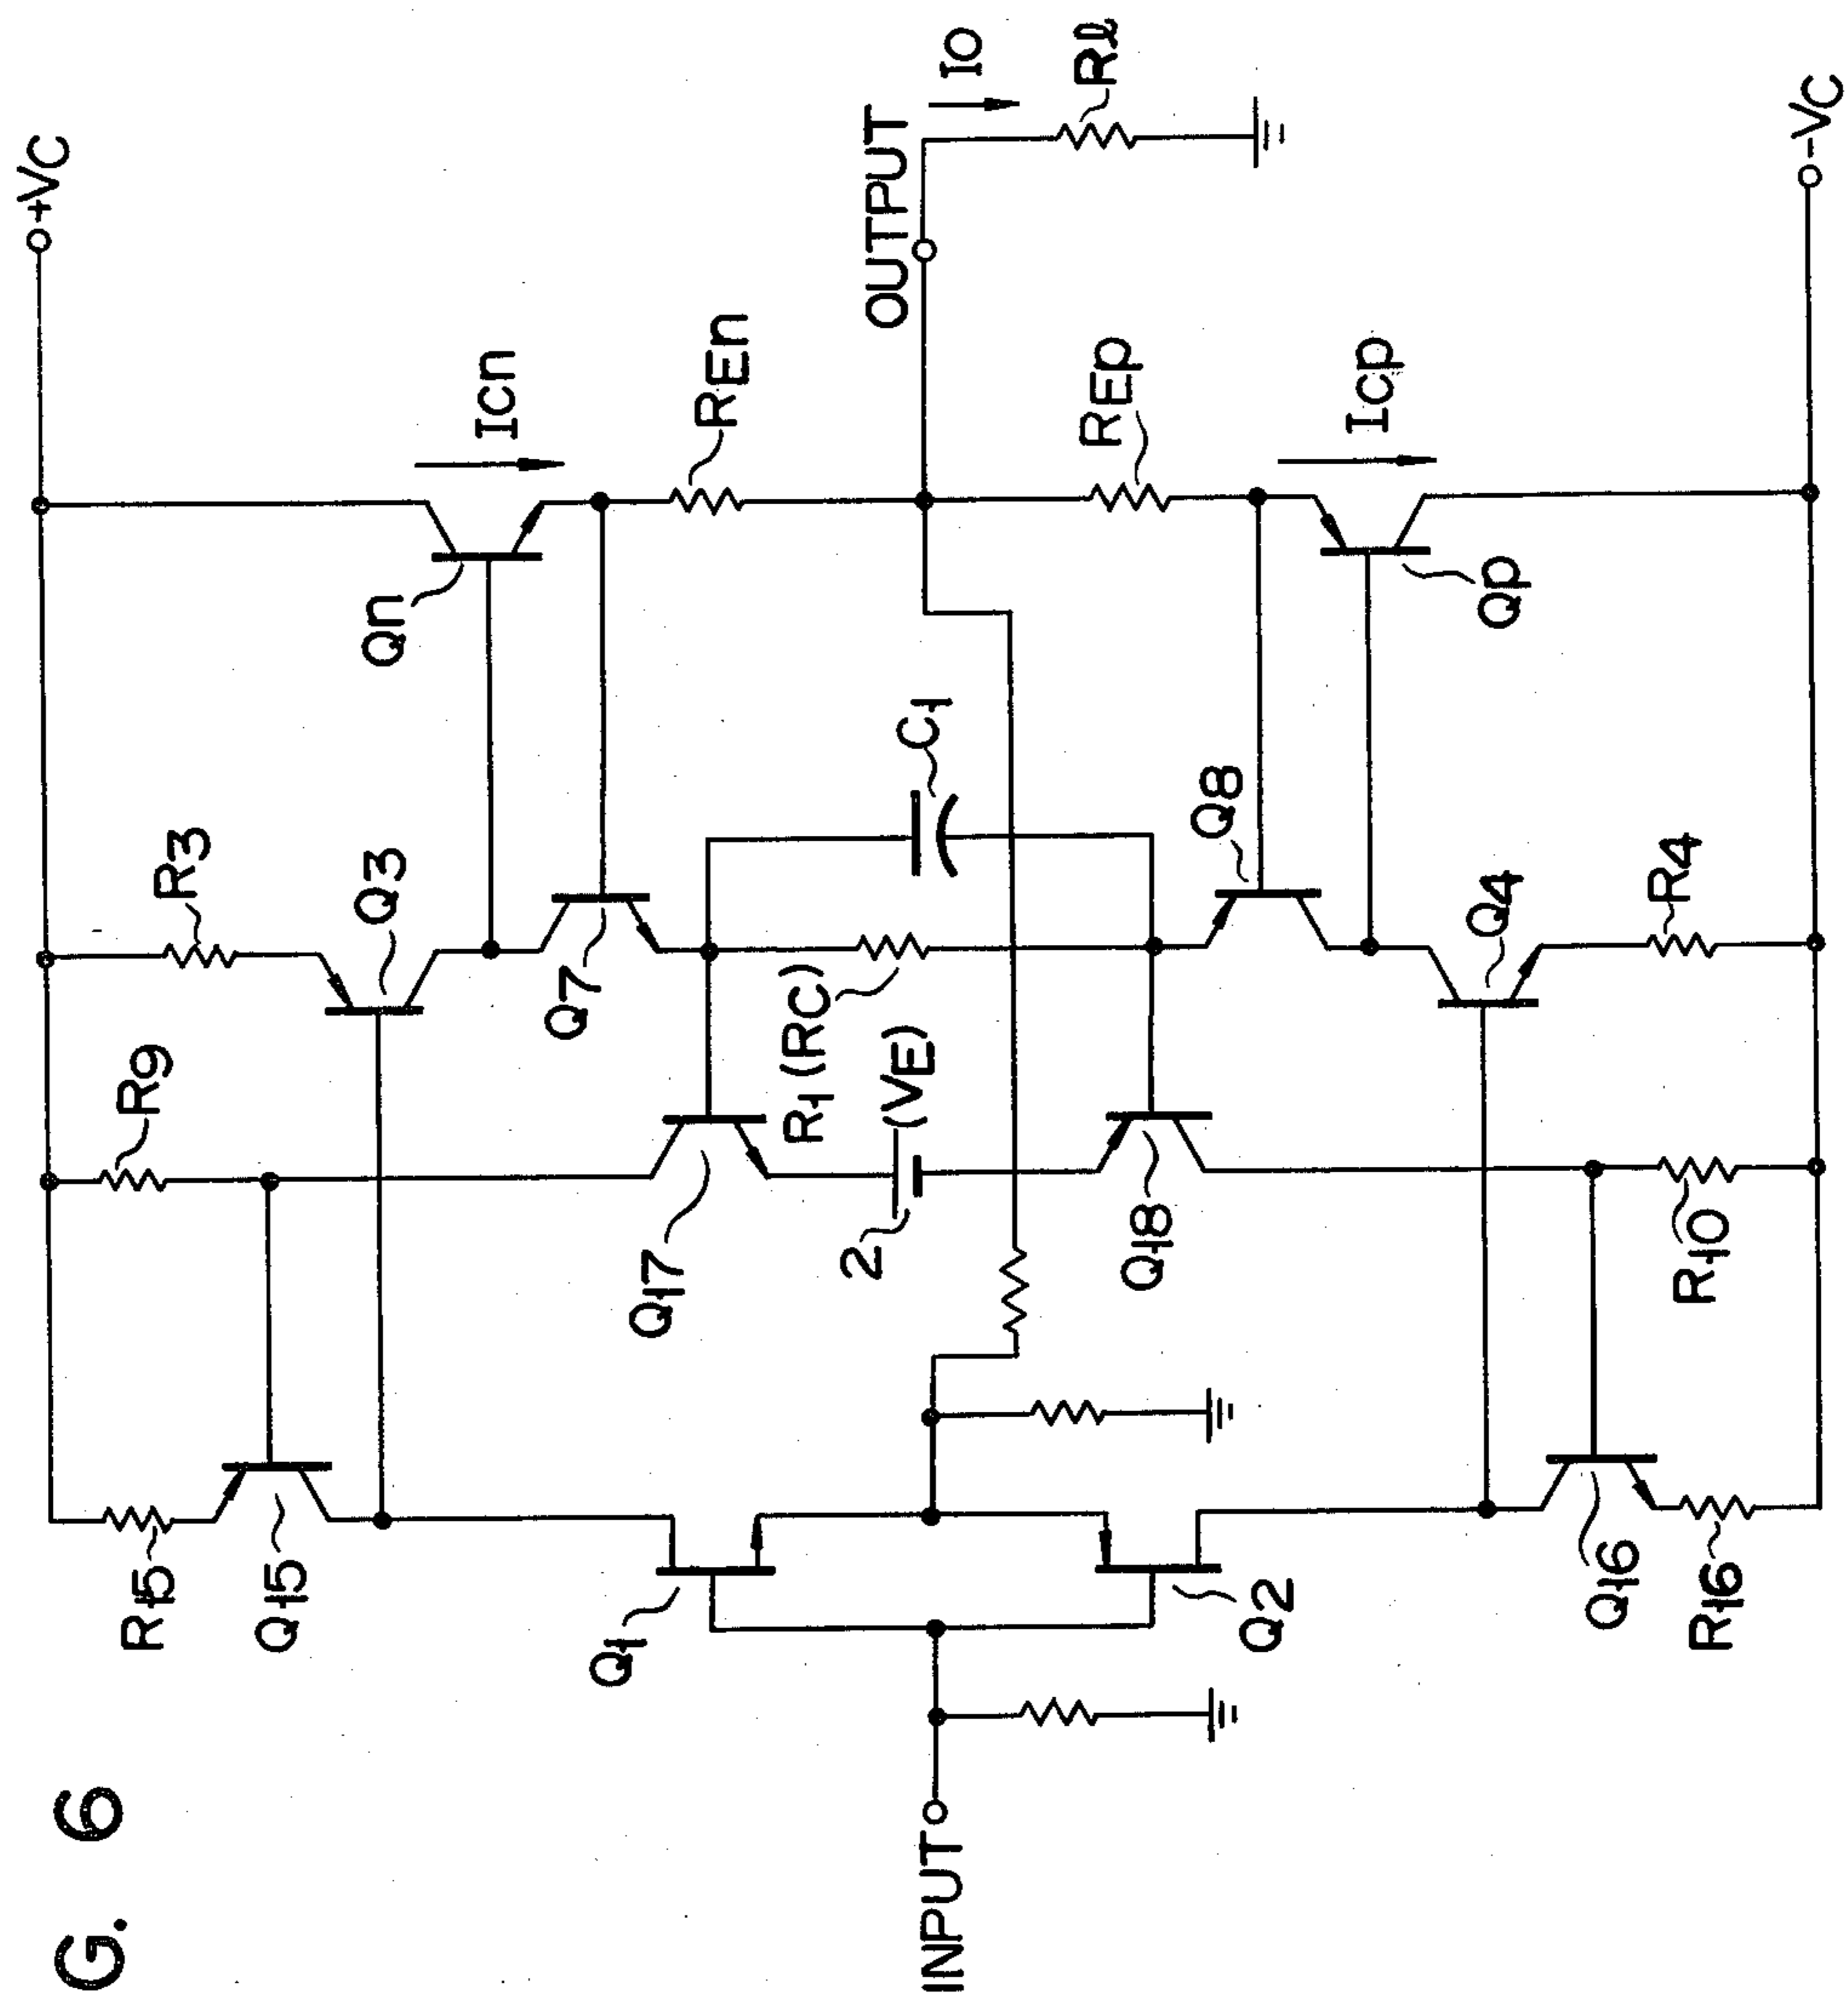 G. 6
+VC
R15
R9
R3
Q15
Q3
Qn
Icn
Q1
Q17
Q7
REn
R1 (RC)
C1
2
(VE)
INPUT
OUTPUT
IO
Rℓ
Q2
Q18
Q8
REp
Icp
Q16
Q4
Qp
R16
R10
R4
-VC